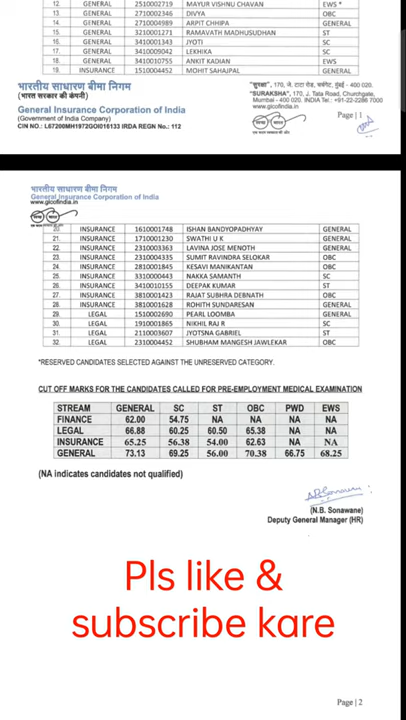 12. GENERAL 2510002719 MAYUR VISHNU CHAVAN EWS *
13. GENERAL 2710002346 DIVYA OBC
14. GENERAL 2710004989 ARPIT CHHIPA GENERAL
15. GENERAL 3210001271 RAMAVATH MADHUSUDHAN ST
16. GENERAL 3410001343 JYOTI SC
17. GENERAL 3410009042 LEKHIKA SC
18. GENERAL 3410010755 ANKIT KADIAN EWS
19. INSURANCE 1510004452 MOHIT SAHAJPAL GENERAL
भारतीय साधारण बीमा निगम
(भारत सरकार की कंपनी)
General Insurance Corporation of India
(Government of India Company)
CIN NO.: L67200MH1972GOI016133 IRDA REGN No.: 112
"सुरक्षा", 170, जे. टाटा रोड, चर्चगेट, मुंबई - 400 020.
"SURAKSHA", 170, J. Tata Road, Churchgate,
Mumbai - 400 020. INDIA Tel.: +91-22-2286 7000
www.gicofindia.in
Page | 1
भारतीय साधारण बीमा निगम
General Insurance Corporation of India
www.gicofindia.in
20. INSURANCE 1610001748 ISHAN BANDYOPADHYAY GENERAL
21. INSURANCE 1710001230 SWATHI U K GENERAL
22. INSURANCE 2310003363 LAVINA JOSE MENOTH GENERAL
23. INSURANCE 2310004335 SUMIT RAVINDRA SELOKAR OBC
24. INSURANCE 2810001845 KESAVI MANIKANTAN OBC
25. INSURANCE 3310000443 NAKKA SAMANTH SC
26. INSURANCE 3410010155 DEEPAK KUMAR ST
27. INSURANCE 3810001423 RAJAT SUBHRA DEBNATH OBC
28. INSURANCE 3810001628 ROHITH SUNDARESAN GENERAL
29. LEGAL 1510002690 PEARL LOOMBA GENERAL
30. LEGAL 1910001865 NIKHIL RAJ R SC
31. LEGAL 2110003607 JYOTSNA GABRIEL ST
32. LEGAL 2310004452 SHUBHAM MANGESH JAWLEKAR OBC
*RESERVED CANDIDATES SELECTED AGAINST THE UNRESERVED CATEGORY.
CUT OFF MARKS FOR THE CANDIDATES CALLED FOR PRE-EMPLOYMENT MEDICAL EXAMINATION
STREAM GENERAL SC ST OBC PWD EWS
FINANCE 62.00 54.75 NA NA NA NA
LEGAL 66.88 60.25 60.50 65.38 NA NA
INSURANCE 65.25 56.38 54.00 62.63 NA NA
GENERAL 73.13 69.25 56.00 70.38 66.75 68.25
(NA indicates candidates not qualified)
(N.B. Sonawane)
Deputy General Manager (HR)
Pls like &
subscribe kare
Page | 2